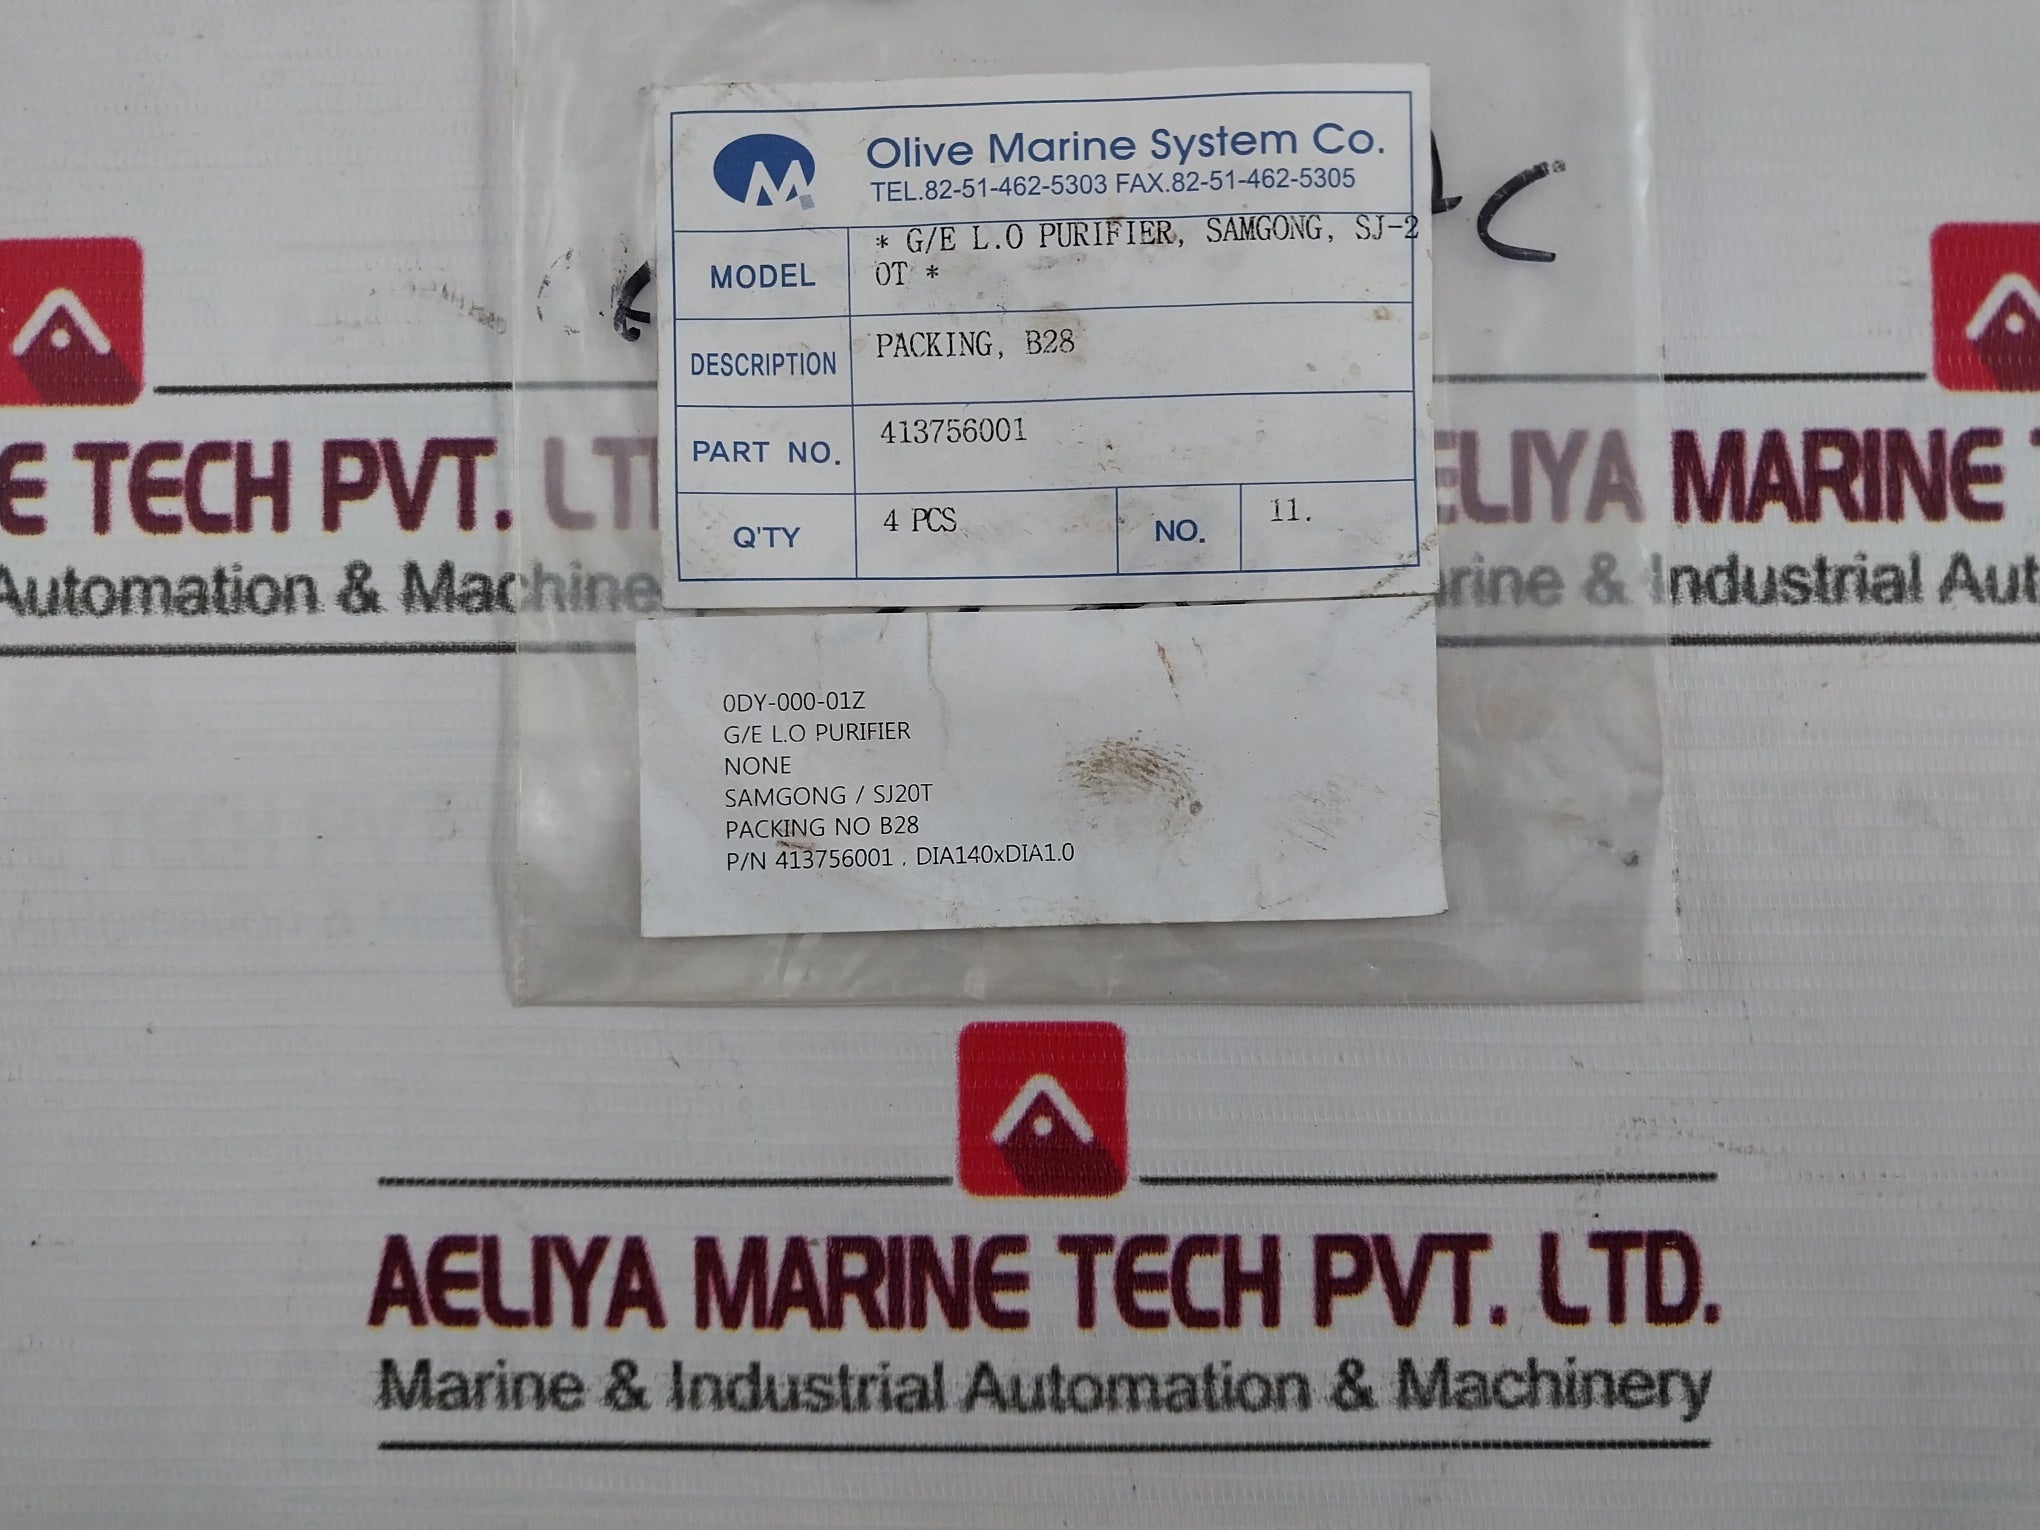 Olive Marine System Co.
TEL.82-51-462-5303 FAX.82-51-462-5305
MODEL
* G/E L.O PURIFIER, SAMGONG, SJ-2
0T *
DESCRIPTION
PACKING, B28
PART NO.
413756001
Q'TY
4 PCS
NO.
11.
E TECH PVT. LT
Automation & Machine
ELIYA MARINE T
rine & Industrial Aut
0DY-000-01Z
G/E L.O PURIFIER
NONE
SAMGONG / SJ20T
PACKING NO B28
P/N 413756001 , DIA140xDIA1.0
AELIYA MARINE TECH PVT. LTD.
Marine & Industrial Automation & Machinery